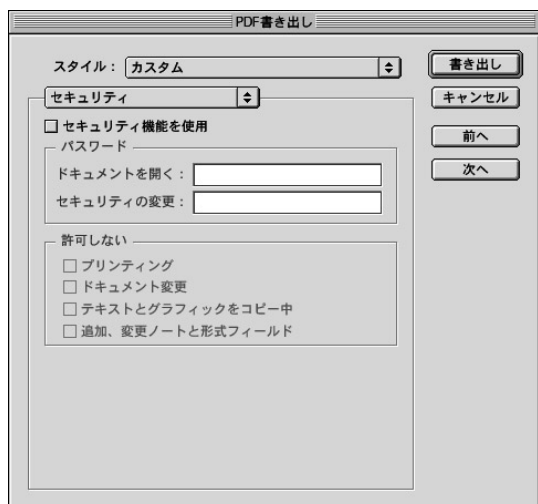 PDF書き出し
スタイル： カスタム
書き出し
セキュリティ
キャンセル
セキュリティ機能を使用
前へ
パスワード
ドキュメントを開く：
次へ
セキュリティの変更：
許可しない
プリンティング
ドキュメント変更
テキストとグラフィックをコピー中
追加、変更ノートと形式フィールド